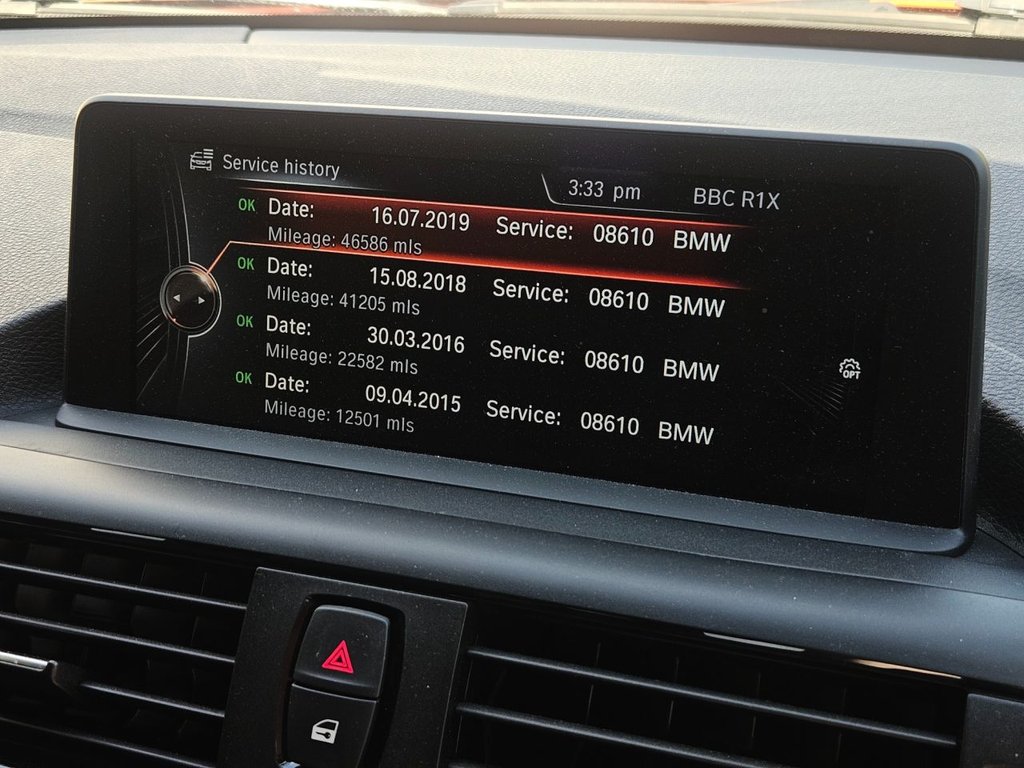 Service history
3:33 pm
BBC R1X
OK Date: 16.07.2019 Service: 08610 BMW
Mileage: 46586 mls
OK Date: 15.08.2018 Service: 08610 BMW
Mileage: 41205 mls
OK Date: 30.03.2016 Service: 08610 BMW
Mileage: 22582 mls
OK Date: 09.04.2015 Service: 08610 BMW
Mileage: 12501 mls
OPT